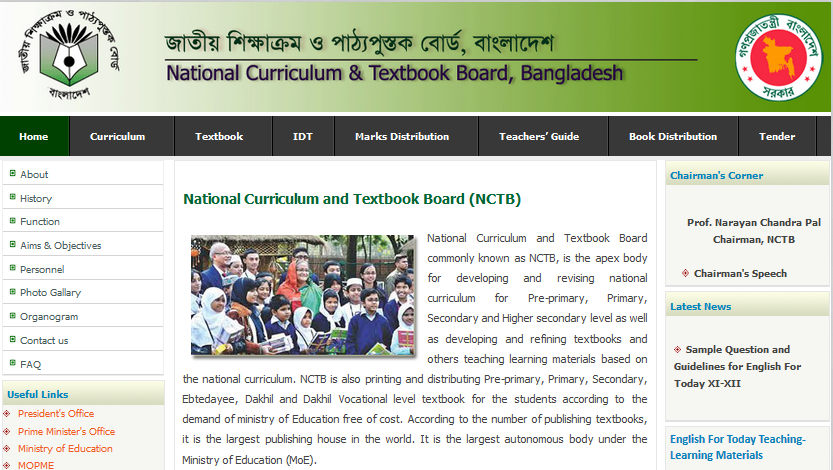 জাতীয় শিক্ষাক্রম ও পাঠ্যপুস্তক বোর্ড
বাংলাদেশ
জাতীয় শিক্ষাক্রম ও পাঠ্যপুস্তক বোর্ড, বাংলাদেশ
National Curriculum & Textbook Board, Bangladesh
গণপ্রজাতন্ত্রী বাংলাদেশ
সরকার
Home Curriculum Textbook IDT Marks Distribution Teachers' Guide Book Distribution Tender
About
History
Function
Aims & Objectives
Personnel
Photo Gallary
Organogram
Contact us
FAQ
Useful Links
President's Office
Prime Minister's Office
Ministry of Education
MOPME
National Curriculum and Textbook Board (NCTB)
National Curriculum and Textbook Board
commonly known as NCTB, is the apex body
for developing and revising national
curriculum for Pre-primary, Primary,
Secondary and Higher secondary level as well
as developing and refining textbooks and
others teaching learning materials based on
the national curriculum. NCTB is also printing and distributing Pre-primary, Primary, Secondary,
Ebtedayee, Dakhil and Dakhil Vocational level textbook for the students according to the
demand of ministry of Education free of cost. According to the number of publishing textbooks,
it is the largest publishing house in the world. It is the largest autonomous body under the
Ministry of Education (MoE).
Chairman's Corner
Prof. Narayan Chandra Pal
Chairman, NCTB
Chairman's Speech
Latest News
Sample Question and
Guidelines for English For
Today XI-XII
English For Today Teaching-
Learning Materials